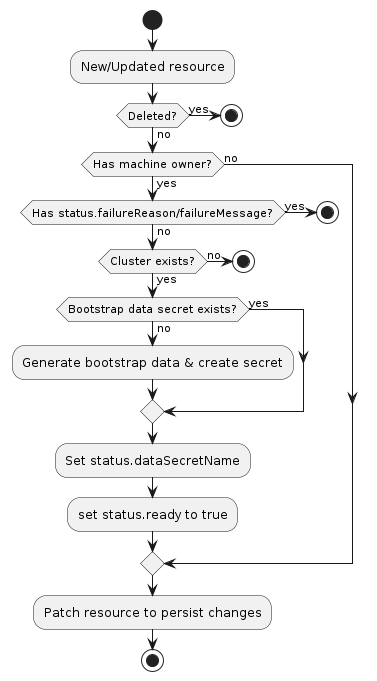 New/Updated resource
Deleted?
yes
no
Has machine owner?
no
yes
Has status.failureReason/failureMessage?
yes
no
Cluster exists?
no
yes
Bootstrap data secret exists?
yes
no
Generate bootstrap data & create secret
Set status.dataSecretName
set status.ready to true
Patch resource to persist changes